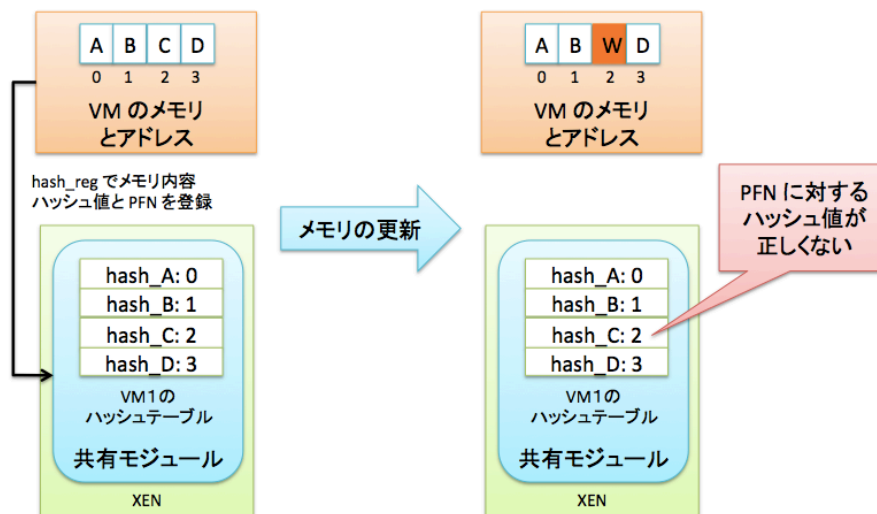 A B C D
0 1 2 3
VM のメモリ
とアドレス
hash_reg でメモリ内容
ハッシュ値と PFN を登録
hash_A: 0
hash_B: 1
hash_C: 2
hash_D: 3
VM1の
ハッシュテーブル
共有モジュール
XEN
メモリの更新
A B W D
0 1 2 3
VM のメモリ
とアドレス
PFN に対する
ハッシュ値が
正しくない
hash_A: 0
hash_B: 1
hash_C: 2
hash_D: 3
VM1の
ハッシュテーブル
共有モジュール
XEN